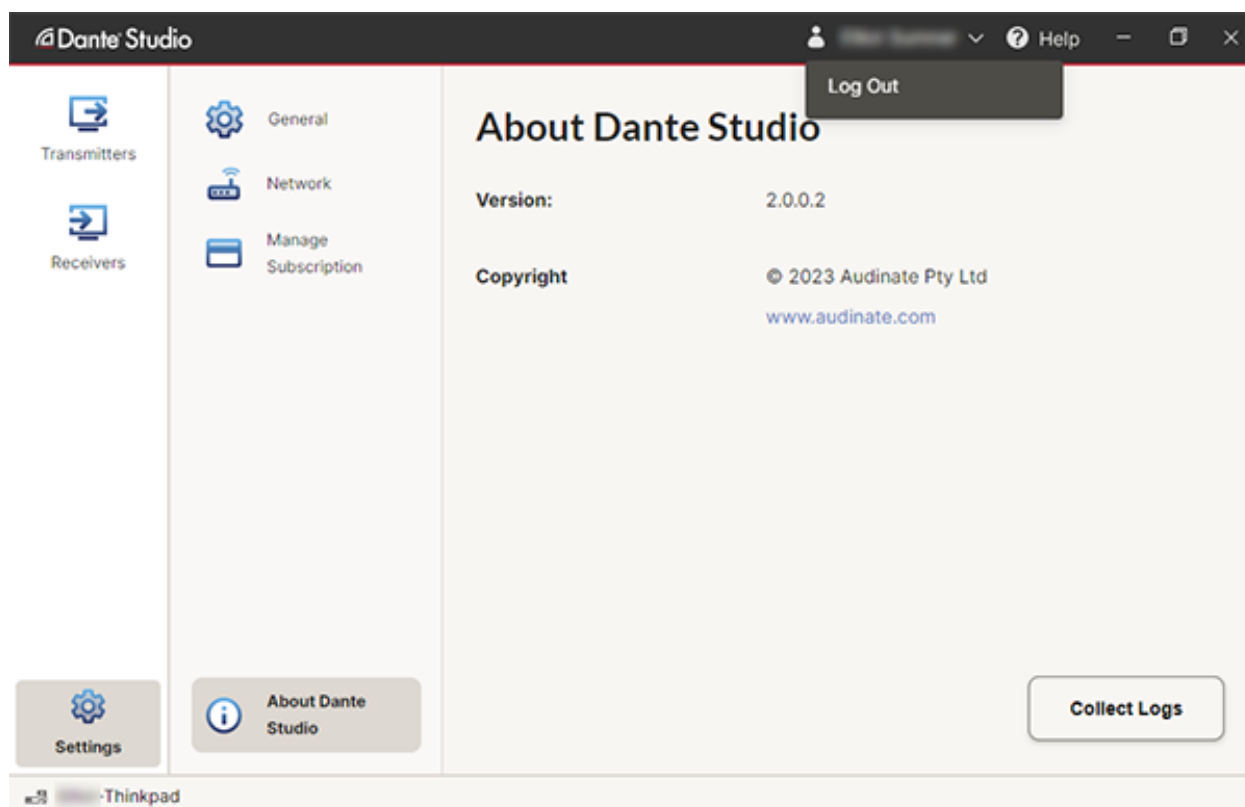 Dante Studio
Help
Log Out
Transmitters
Receivers
Settings
General
Network
Manage
Subscription
About Dante
Studio
About Dante Studio
Version: 2.0.0.2
Copyright © 2023 Audinate Pty Ltd
www.audinate.com
Collect Logs
-Thinkpad